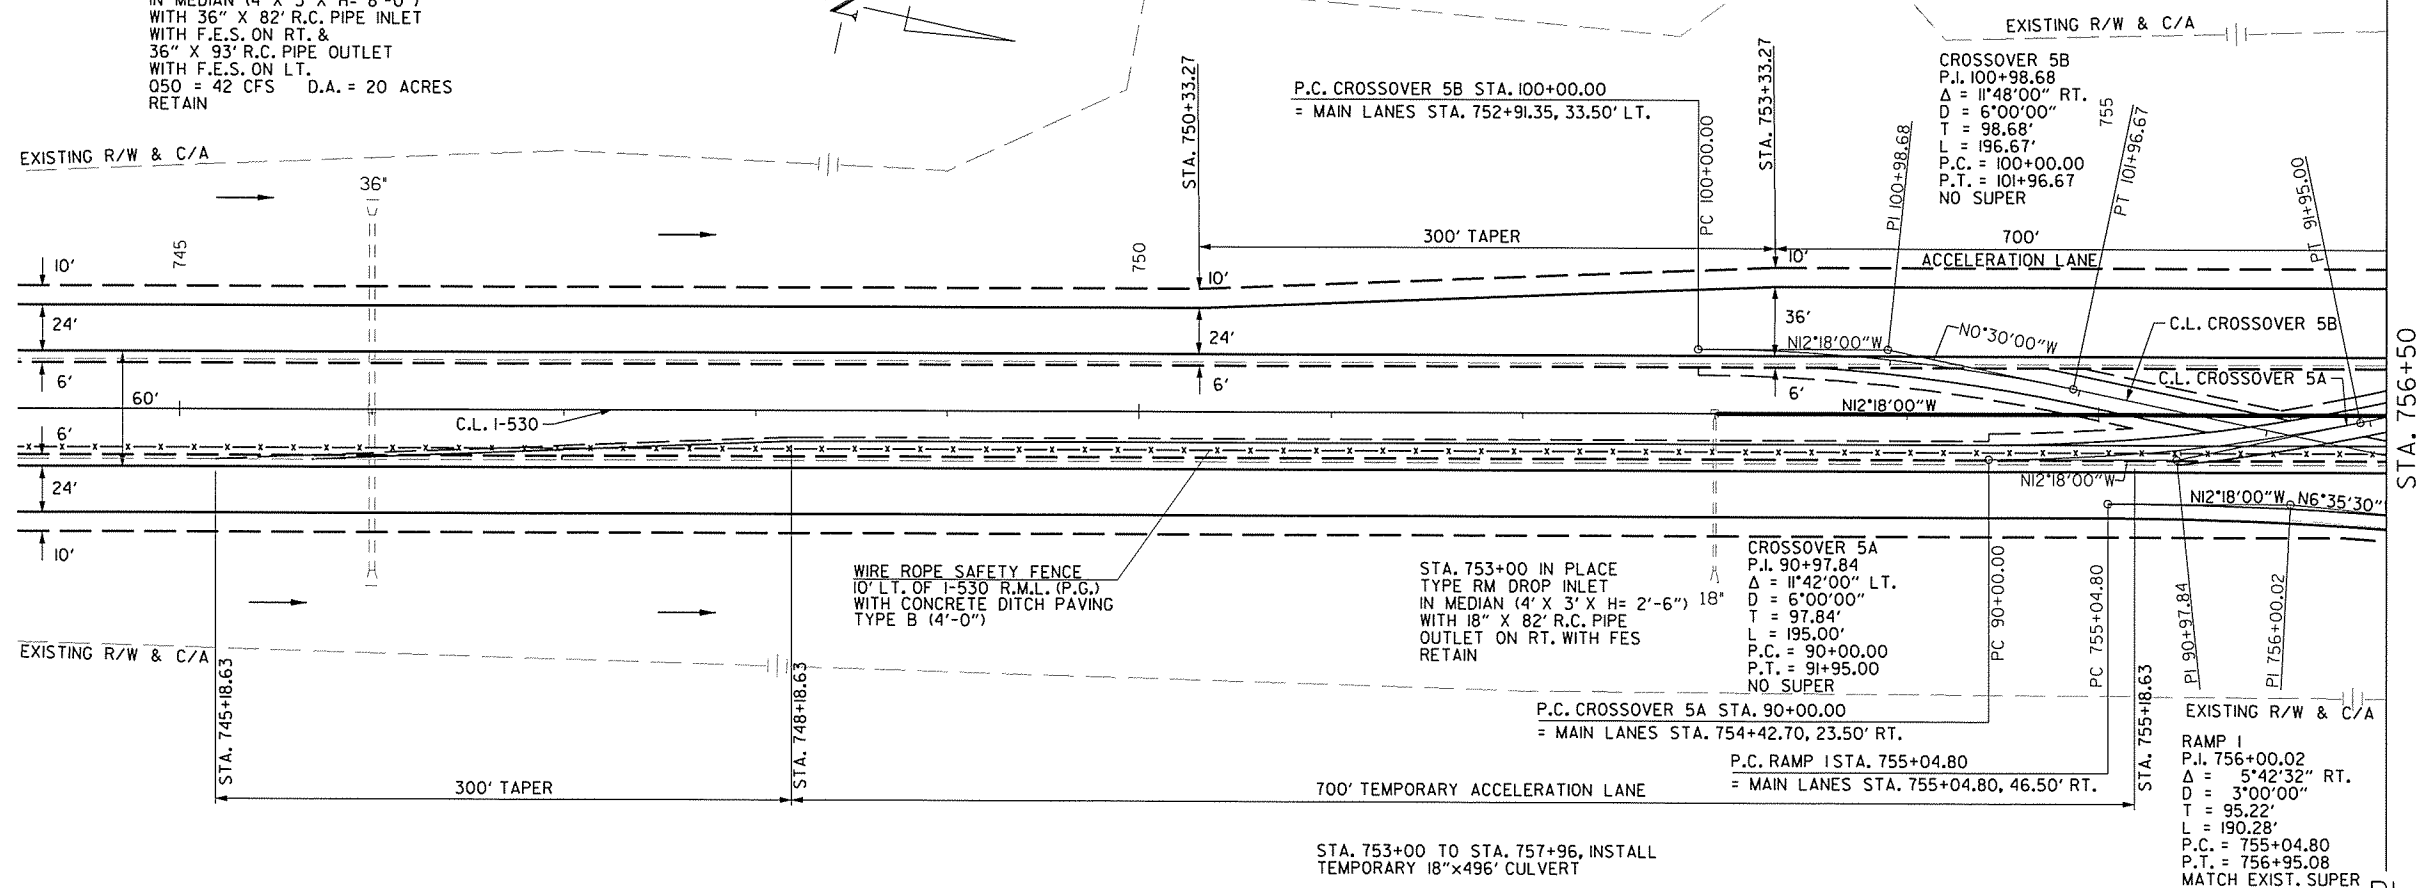 IN MEDIAN (4' X 3' X H= 8'-0")
WITH 36" X 82' R.C. PIPE INLET
WITH F.E.S. ON RT. &
36" X 93' R.C. PIPE OUTLET
WITH F.E.S. ON LT.
Q50 = 42 CFS D.A. = 20 ACRES
RETAIN
EXISTING R/W & C/A
EXISTING R/W & C/A
36"
745
750
755
STA. 750+33.27
STA. 753+33.27
P.C. CROSSOVER 5B STA. 100+00.00
= MAIN LANES STA. 752+91.35, 33.50' LT.
PC 100+00.00
PI 100+98.68
PT 101+96.67
PT 91+95.00
CROSSOVER 5B
P.I. 100+98.68
Δ = 11°48'00" RT.
D = 6°00'00"
T = 98.68'
L = 196.67'
P.C. = 100+00.00
P.T. = 101+96.67
NO SUPER
300' TAPER
700'
ACCELERATION LANE
10'
10'
10'
24'
24'
36'
6'
6'
6'
60'
6'
24'
10'
N12°18'00"W
N0°30'00"W
C.L. CROSSOVER 5B
C.L. CROSSOVER 5A
N12°18'00"W
C.L. I-530
N12°18'00"W
N12°18'00"W
N6°35'30"
STA. 756+50
WIRE ROPE SAFETY FENCE
10' LT. OF I-530 R.M.L. (P.G.)
WITH CONCRETE DITCH PAVING
TYPE B (4'-0")
STA. 753+00 IN PLACE
TYPE RM DROP INLET
IN MEDIAN (4' X 3' X H= 2'-6")
WITH 18" X 82' R.C. PIPE
OUTLET ON RT. WITH FES
RETAIN
18"
CROSSOVER 5A
P.I. 90+97.84
Δ = 11°42'00" LT.
D = 6°00'00"
T = 97.84'
L = 195.00'
P.C. = 90+00.00
P.T. = 91+95.00
NO SUPER
PC 90+00.00
PC 755+04.80
PI 90+97.84
PI 756+00.02
EXISTING R/W & C/A
EXISTING R/W & C/A
STA. 745+18.63
STA. 748+18.63
STA. 755+18.63
P.C. CROSSOVER 5A STA. 90+00.00
= MAIN LANES STA. 754+42.70, 23.50' RT.
P.C. RAMP 1 STA. 755+04.80
= MAIN LANES STA. 755+04.80, 46.50' RT.
300' TAPER
700' TEMPORARY ACCELERATION LANE
RAMP 1
P.I. 756+00.02
Δ = 5°42'32" RT.
D = 3°00'00"
T = 95.22'
L = 190.28'
P.C. = 755+04.80
P.T. = 756+95.08
MATCH EXIST. SUPER
STA. 753+00 TO STA. 757+96, INSTALL
TEMPORARY 18"x496' CULVERT